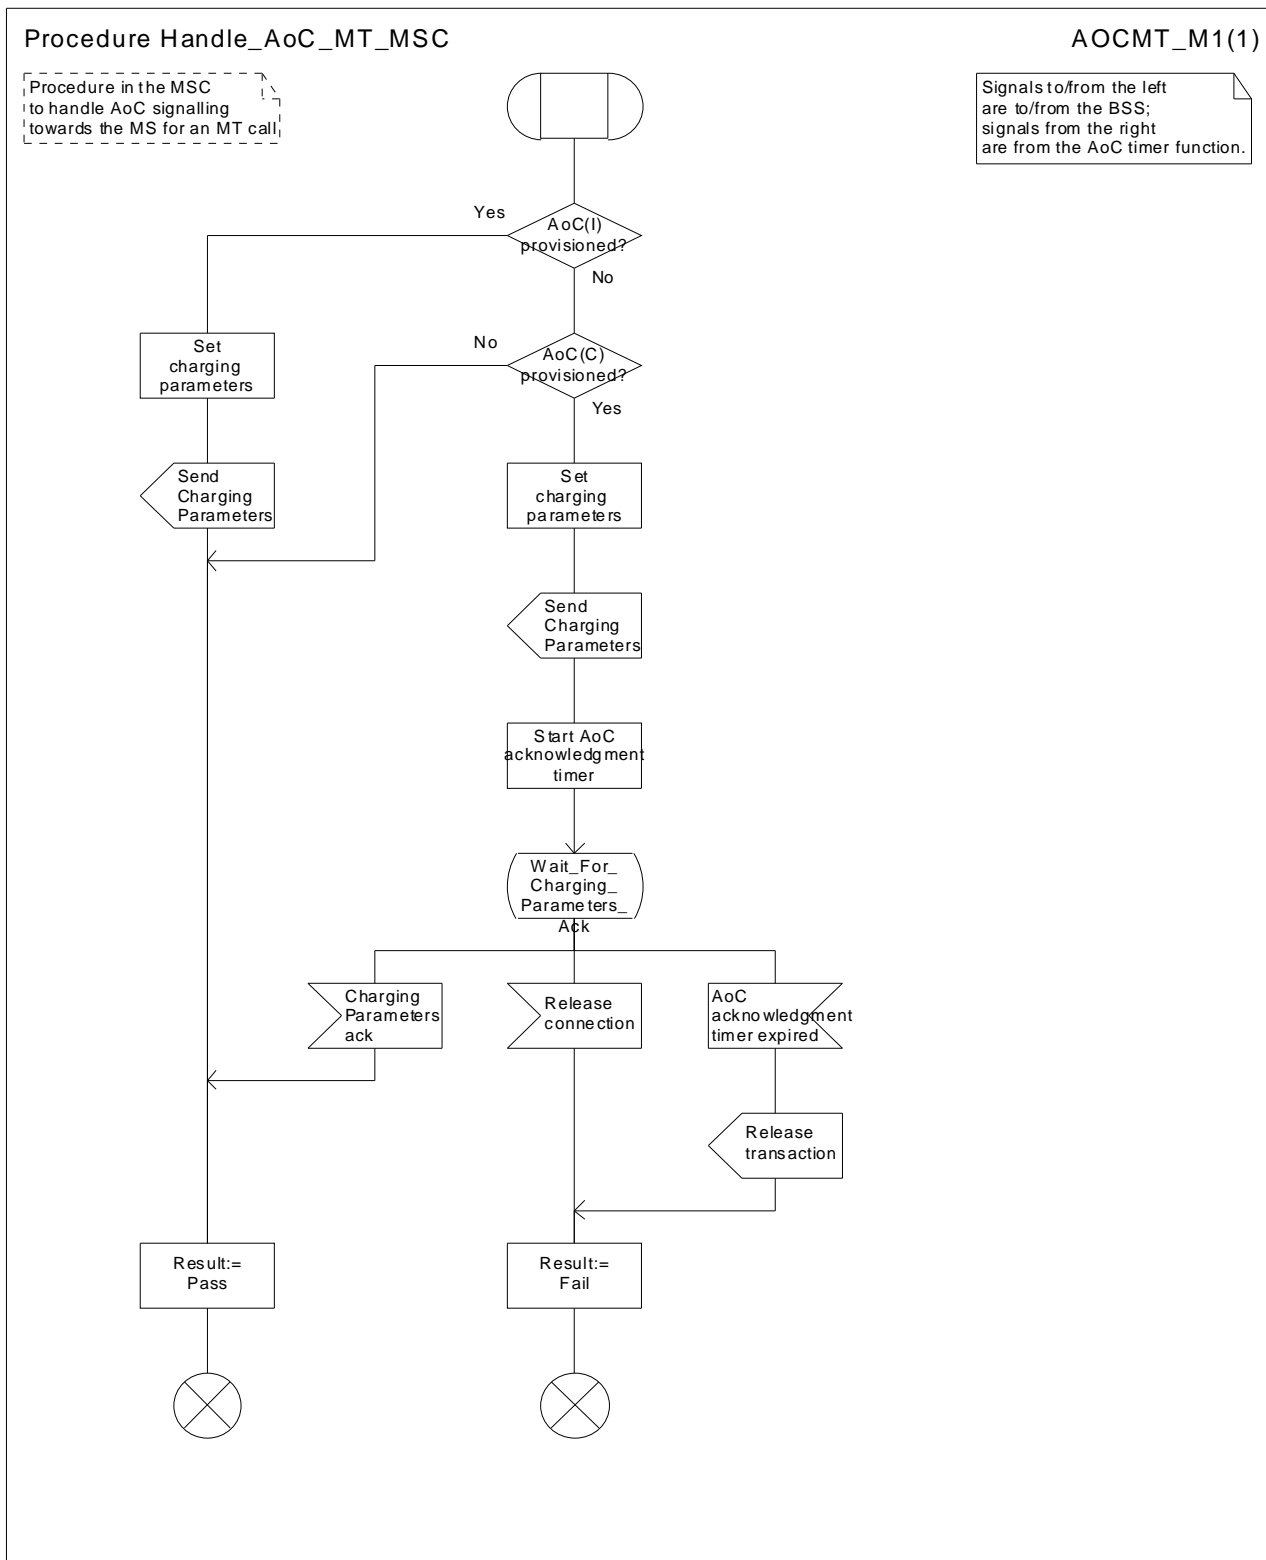 Procedure Handle_AoC_MT_MSC
AOCMT_M1(1)
Procedure in the MSC
to handle AoC signalling
towards the MS for an MT call
Signals to/from the left
are to/from the BSS;
signals from the right
are from the AoC timer function.
Yes
AoC(I)
provisioned?
No
Set
charging
parameters
No
AoC(C)
provisioned?
Yes
Send
Charging
Parameters
Set
charging
parameters
Send
Charging
Parameters
Start AoC
acknowledgment
timer
Wait_For_
Charging_
Parameters_
Ack
Charging
Parameters
ack
Release
connection
AoC
acknowledgment
timer expired
Release
transaction
Result:=
Pass
Result:=
Fail